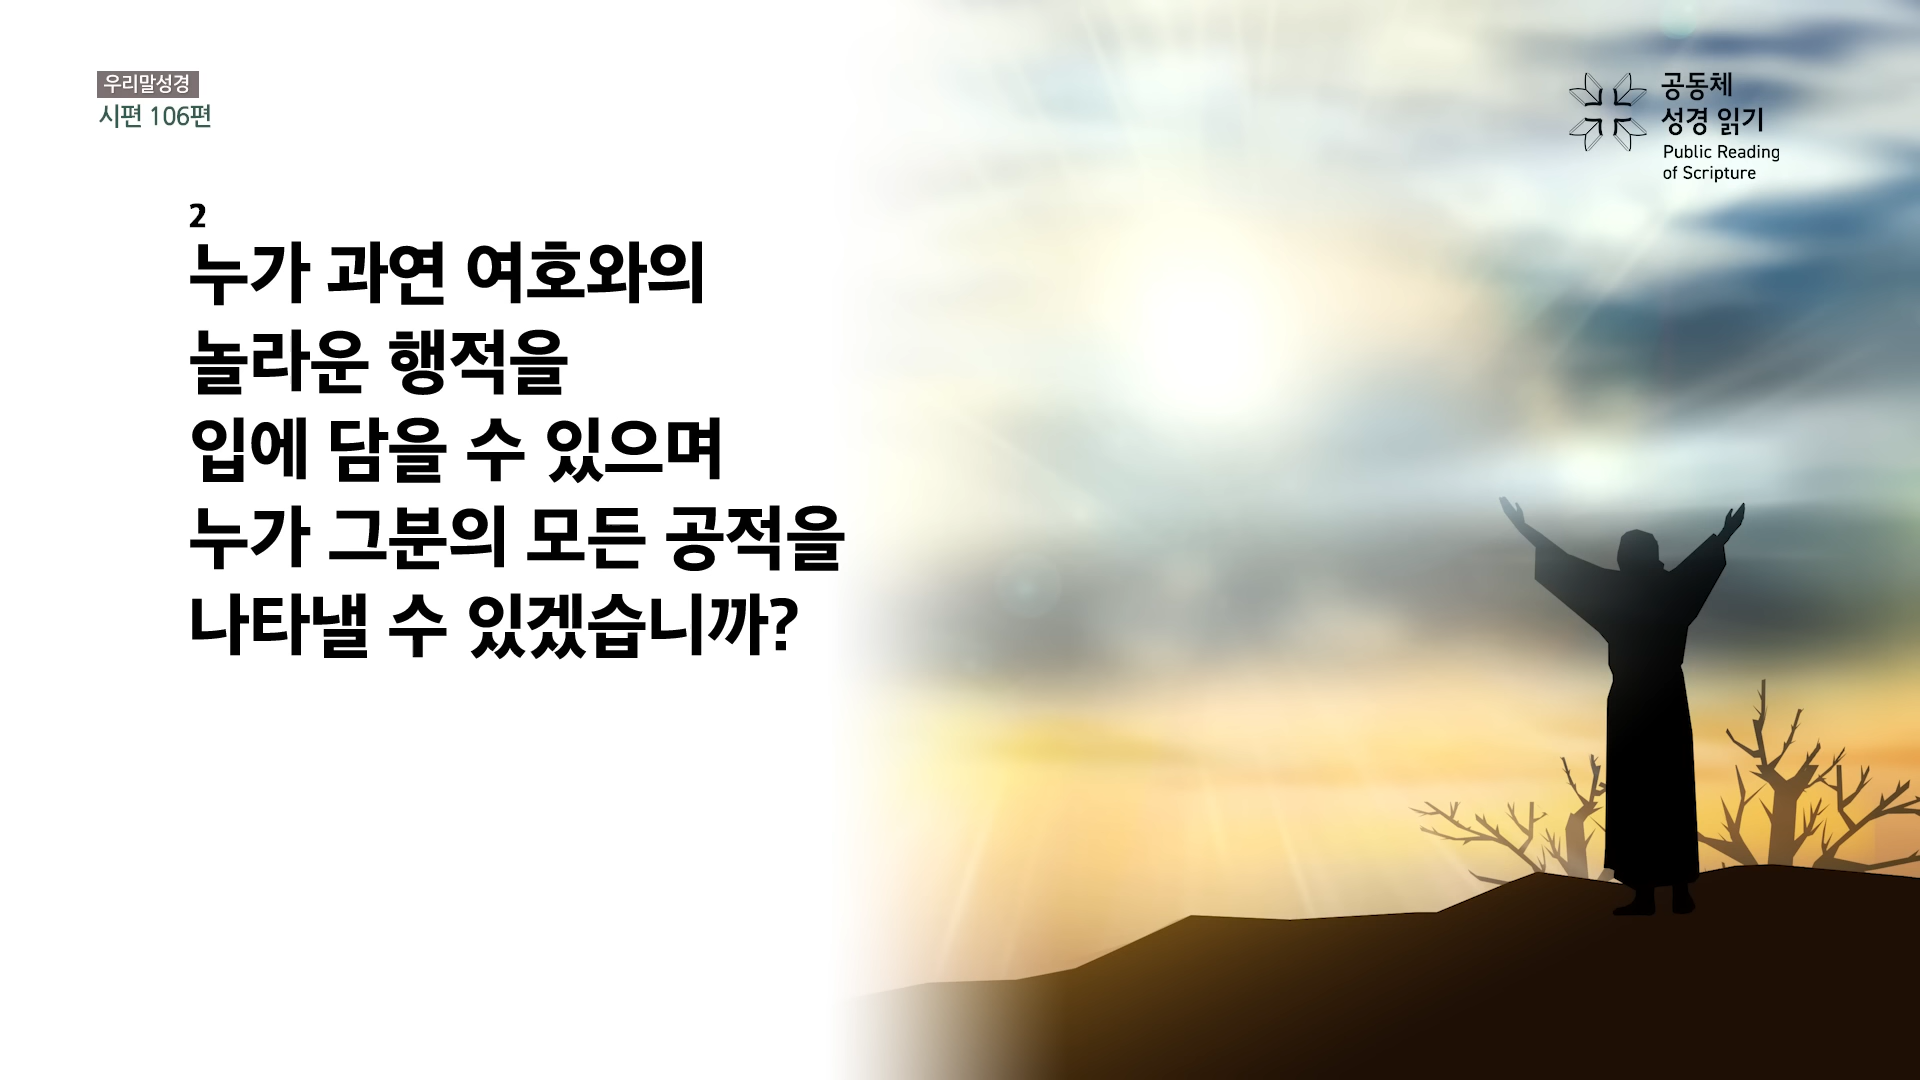 우리말성경
시편 106편
공동체
성경 읽기
Public Reading
of Scripture
2
누가 과연 여호와의
놀라운 행적을
입에 담을 수 있으며
누가 그분의 모든 공적을
나타낼 수 있겠습니까?